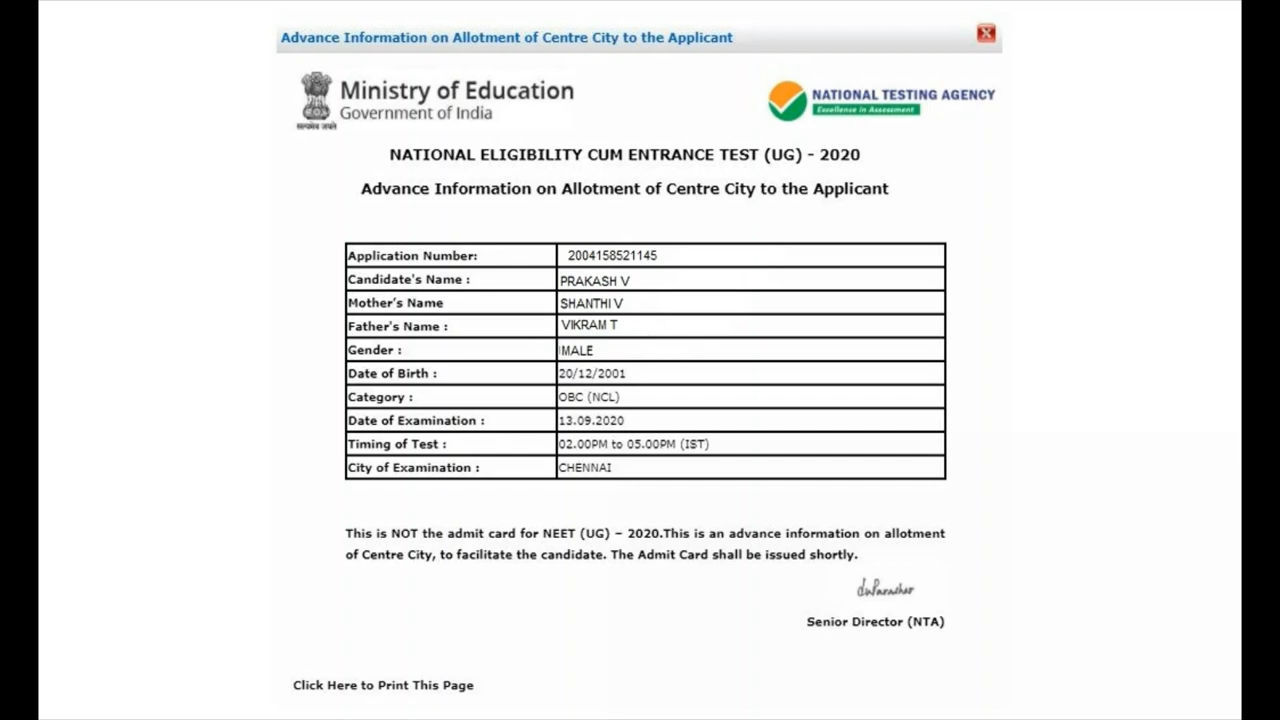 Advance Information on Allotment of Centre City to the Applicant
X
Ministry of Education
Government of India
सत्यमेव जयते
NATIONAL TESTING AGENCY
Excellence in Assessment
NATIONAL ELIGIBILITY CUM ENTRANCE TEST (UG) - 2020
Advance Information on Allotment of Centre City to the Applicant
Application Number: 2004158521145
Candidate's Name : PRAKASH V
Mother's Name SHANTHI V
Father's Name : VIKRAM T
Gender : MALE
Date of Birth : 20/12/2001
Category : OBC (NCL)
Date of Examination : 13.09.2020
Timing of Test : 02.00PM to 05.00PM (IST)
City of Examination : CHENNAI
This is NOT the admit card for NEET (UG) – 2020.This is an advance information on allotment
of Centre City, to facilitate the candidate. The Admit Card shall be issued shortly.
Senior Director (NTA)
Click Here to Print This Page